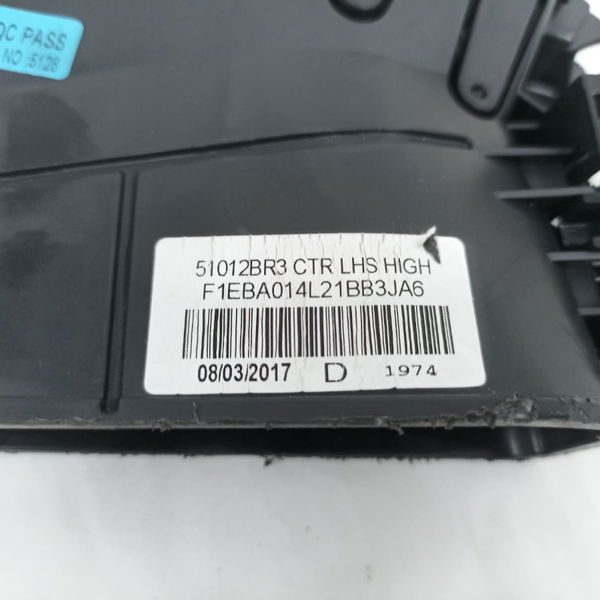 QC PASS
NO :5128
51012BR3 CTR LHS HIGH
F1EBA014L21BB3JA6
08/03/2017 D 1974